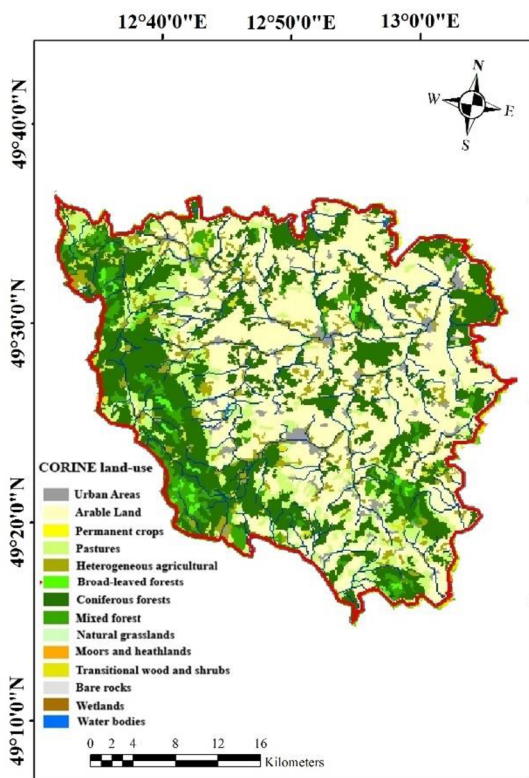 12°40'0"E 12°50'0"E 13°0'0"E
N
W E
S
49°40'0"N
49°30'0"N
49°20'0"N
49°10'0"N
CORINE land-use
Urban Areas
Arable Land
Permanent crops
Pastures
Heterogeneous agricultural
Broad-leaved forests
Coniferous forests
Mixed forest
Natural grasslands
Moors and heathlands
Transitional wood and shrubs
Bare rocks
Wetlands
Water bodies
0 2 4 8 12 16
Kilometers